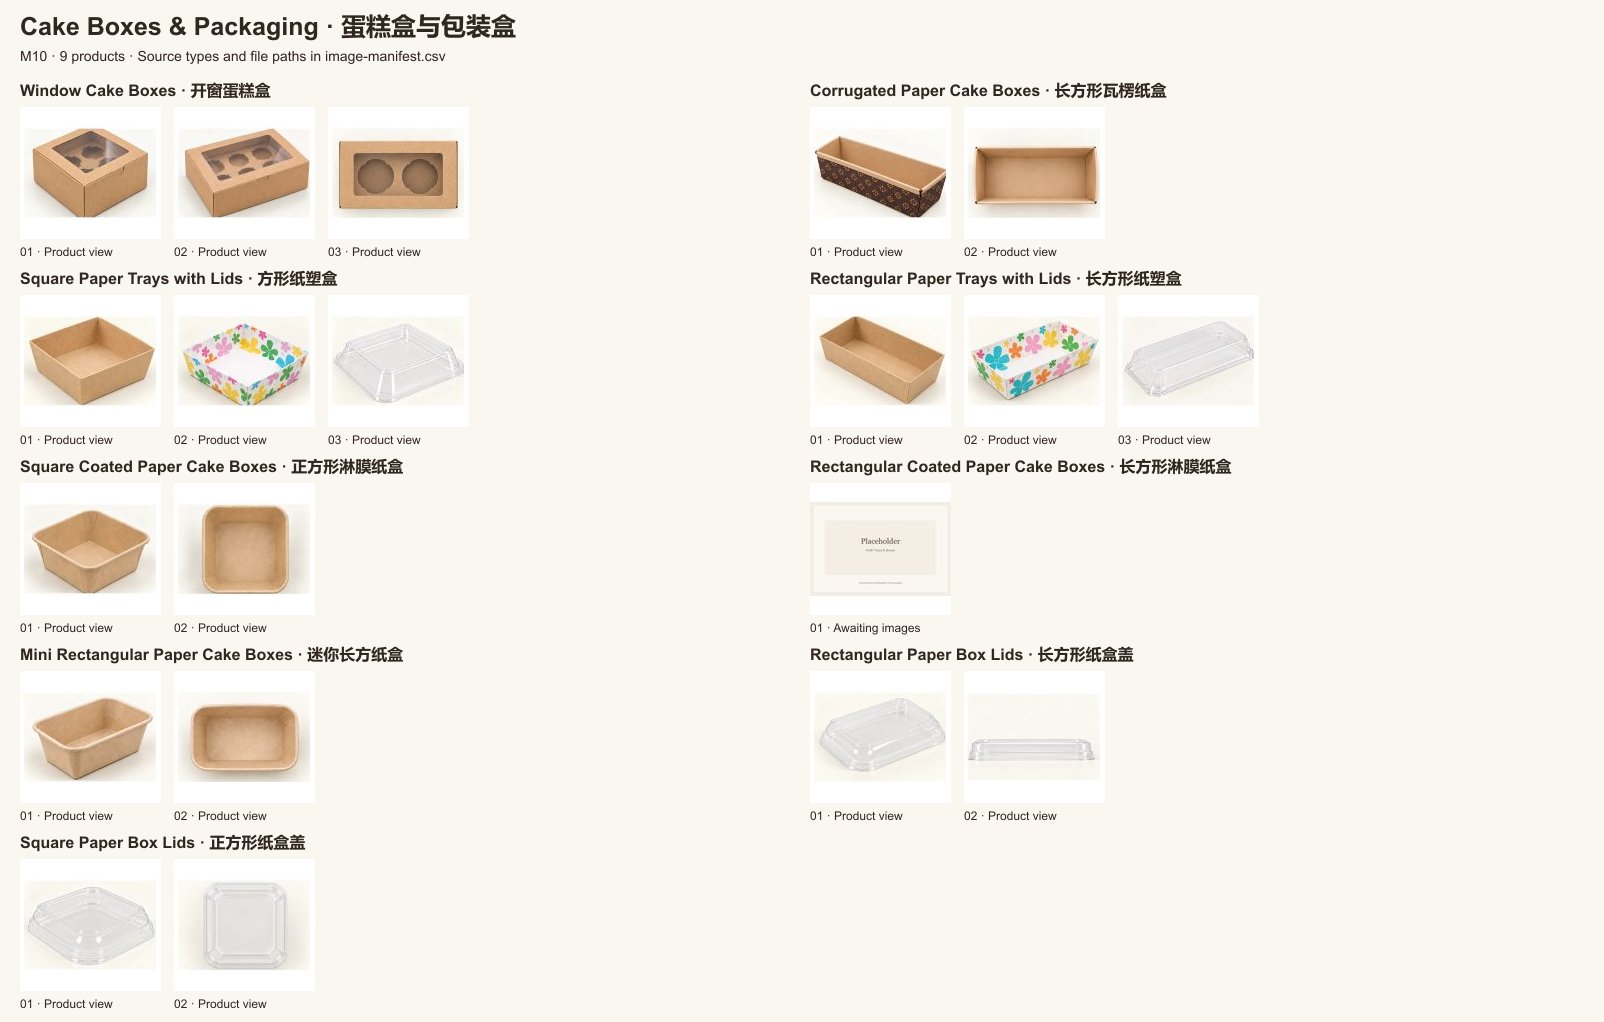 Cake Boxes & Packaging · 蛋糕盒与包装盒
M10 · 9 products · Source types and file paths in image-manifest.csv
Window Cake Boxes · 开窗蛋糕盒
01 · Product view
02 · Product view
03 · Product view
Corrugated Paper Cake Boxes · 长方形瓦楞纸盒
01 · Product view
02 · Product view
Square Paper Trays with Lids · 方形纸塑盒
01 · Product view
02 · Product view
03 · Product view
Rectangular Paper Trays with Lids · 长方形纸塑盒
01 · Product view
02 · Product view
03 · Product view
Square Coated Paper Cake Boxes · 正方形淋膜纸盒
01 · Product view
02 · Product view
Rectangular Coated Paper Cake Boxes · 长方形淋膜纸盒
Placeholder
01 · Awaiting images
Mini Rectangular Paper Cake Boxes · 迷你长方纸盒
01 · Product view
02 · Product view
Rectangular Paper Box Lids · 长方形纸盒盖
01 · Product view
02 · Product view
Square Paper Box Lids · 正方形纸盒盖
01 · Product view
02 · Product view